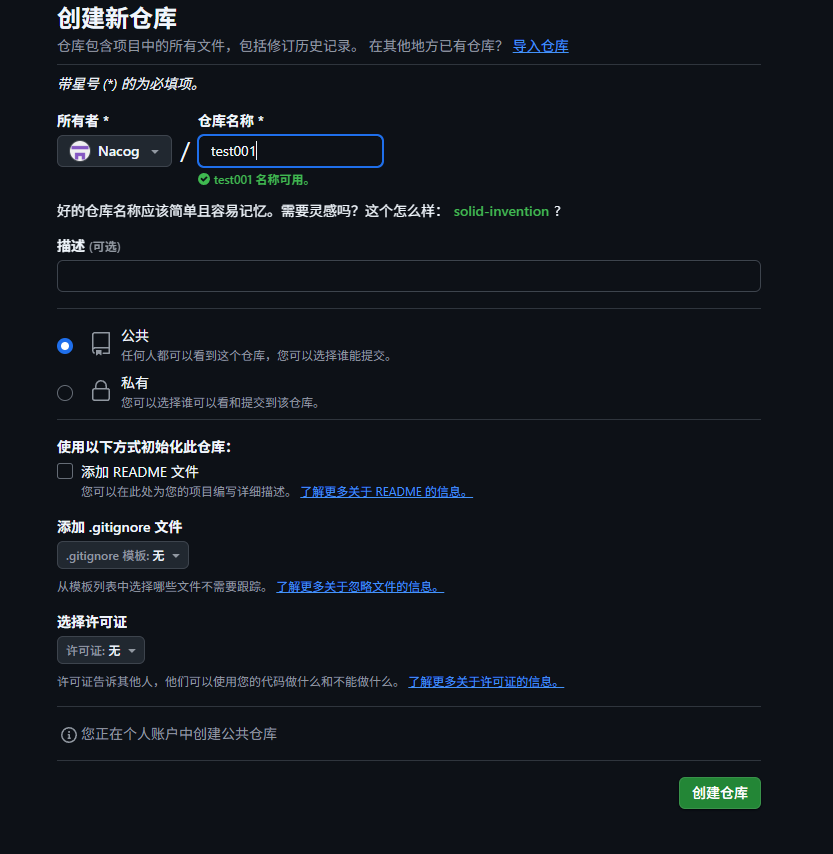 创建新仓库
仓库包含项目中的所有文件，包括修订历史记录。 在其他地方已有仓库？ 导入仓库
带星号 (*) 的为必填项。
所有者 * 仓库名称 *
Nacog / test001
test001 名称可用。
好的仓库名称应该简单且容易记忆。需要灵感吗？这个怎么样： solid-invention ？
描述 (可选)
公共
任何人都可以看到这个仓库，您可以选择谁能提交。
私有
您可以选择谁可以看和提交到该仓库。
使用以下方式初始化此仓库：
添加 README 文件
您可以在此处为您的项目编写详细描述。 了解更多关于 README 的信息。
添加 .gitignore 文件
.gitignore 模板: 无
从模板列表中选择哪些文件不需要跟踪。 了解更多关于忽略文件的信息。
选择许可证
许可证: 无
许可证告诉其他人，他们可以使用您的代码做什么和不能做什么。 了解更多关于许可证的信息。
您正在个人账户中创建公共仓库
创建仓库